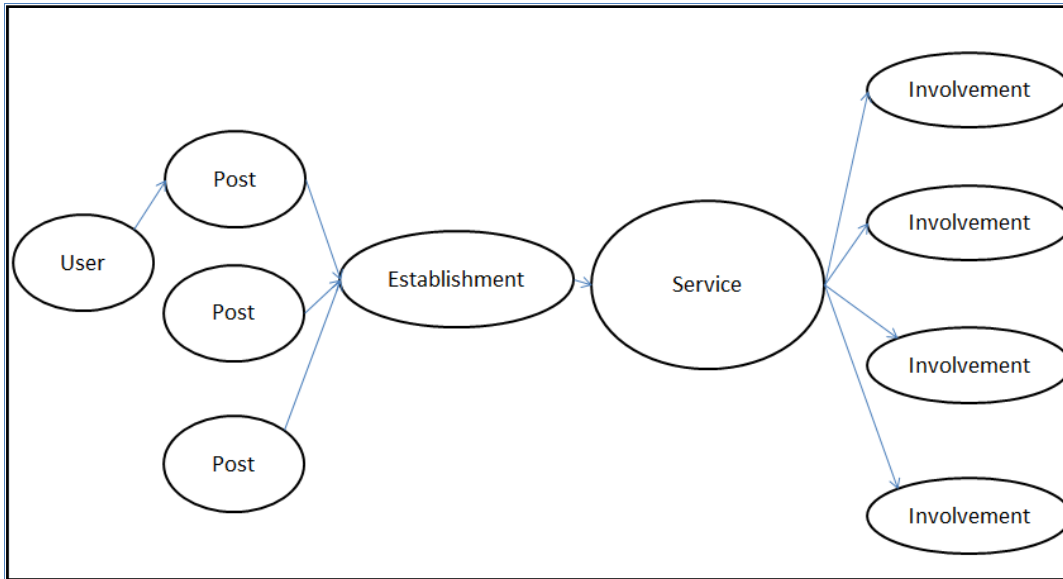 User
Post
Post
Post
Establishment
Service
Involvement
Involvement
Involvement
Involvement